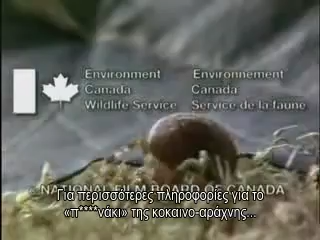 Environment
Canada
Wildlife Service
Environnement
Canada
Service de la faune
& NATIONAL FILM BOARD OF CANADA
Για περισσότερες πληροφορίες για το
«π****νάκι» της κοκαινο-αράχνης...